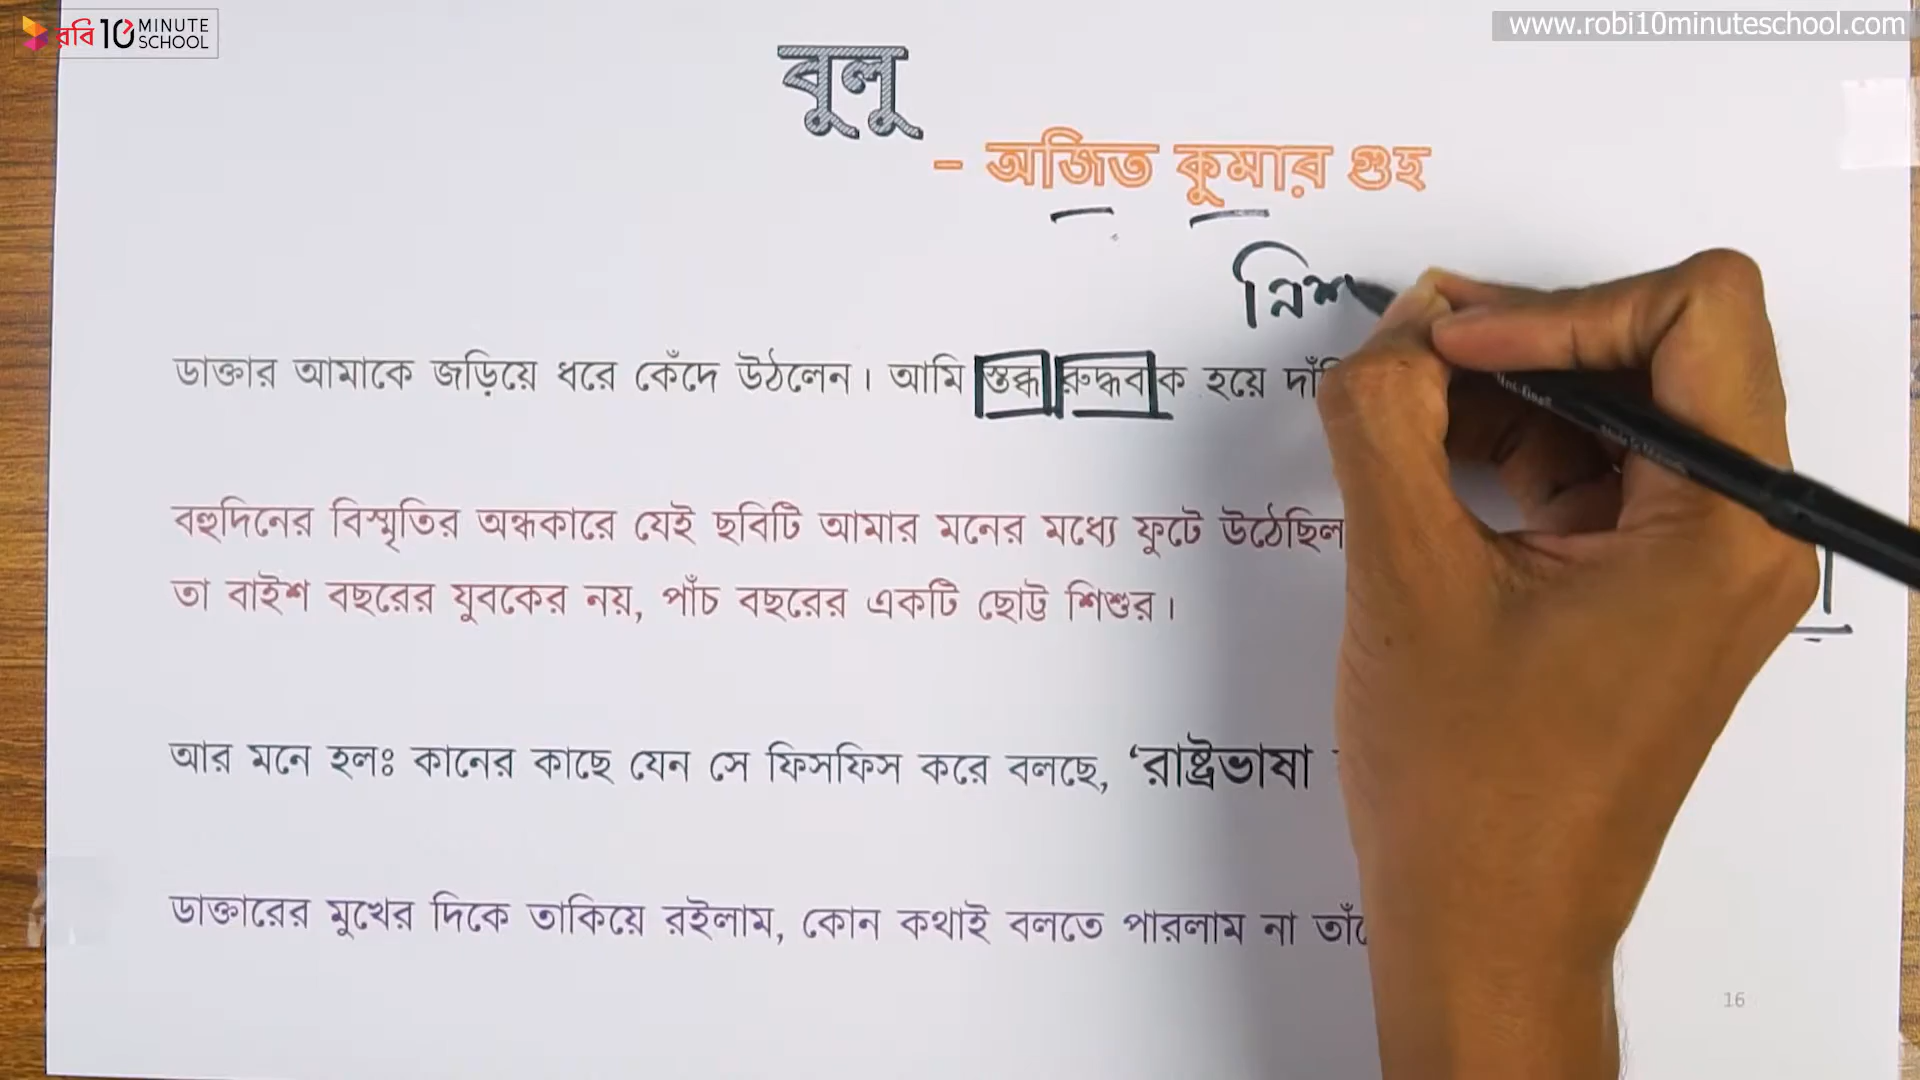 রবি 10 MINUTE SCHOOL
www.robi10minuteschool.com
বুলু
- অজিত কুমার গুহ
নিশ
ডাক্তার আমাকে জড়িয়ে ধরে কেঁদে উঠলেন। আমি স্তব্ধ রুদ্ধবাক হয়ে
বহুদিনের বিস্মৃতির অন্ধকারে যেই ছবিটি আমার মনের মধ্যে ফুটে উঠেছিল
তা বাইশ বছরের যুবকের নয়, পাঁচ বছরের একটি ছোট্ট শিশুর।
আর মনে হলঃ কানের কাছে যেন সে ফিসফিস করে বলছে, ‘রাষ্ট্রভাষা
ডাক্তারের মুখের দিকে তাকিয়ে রইলাম, কোন কথাই বলতে পারলাম না
16